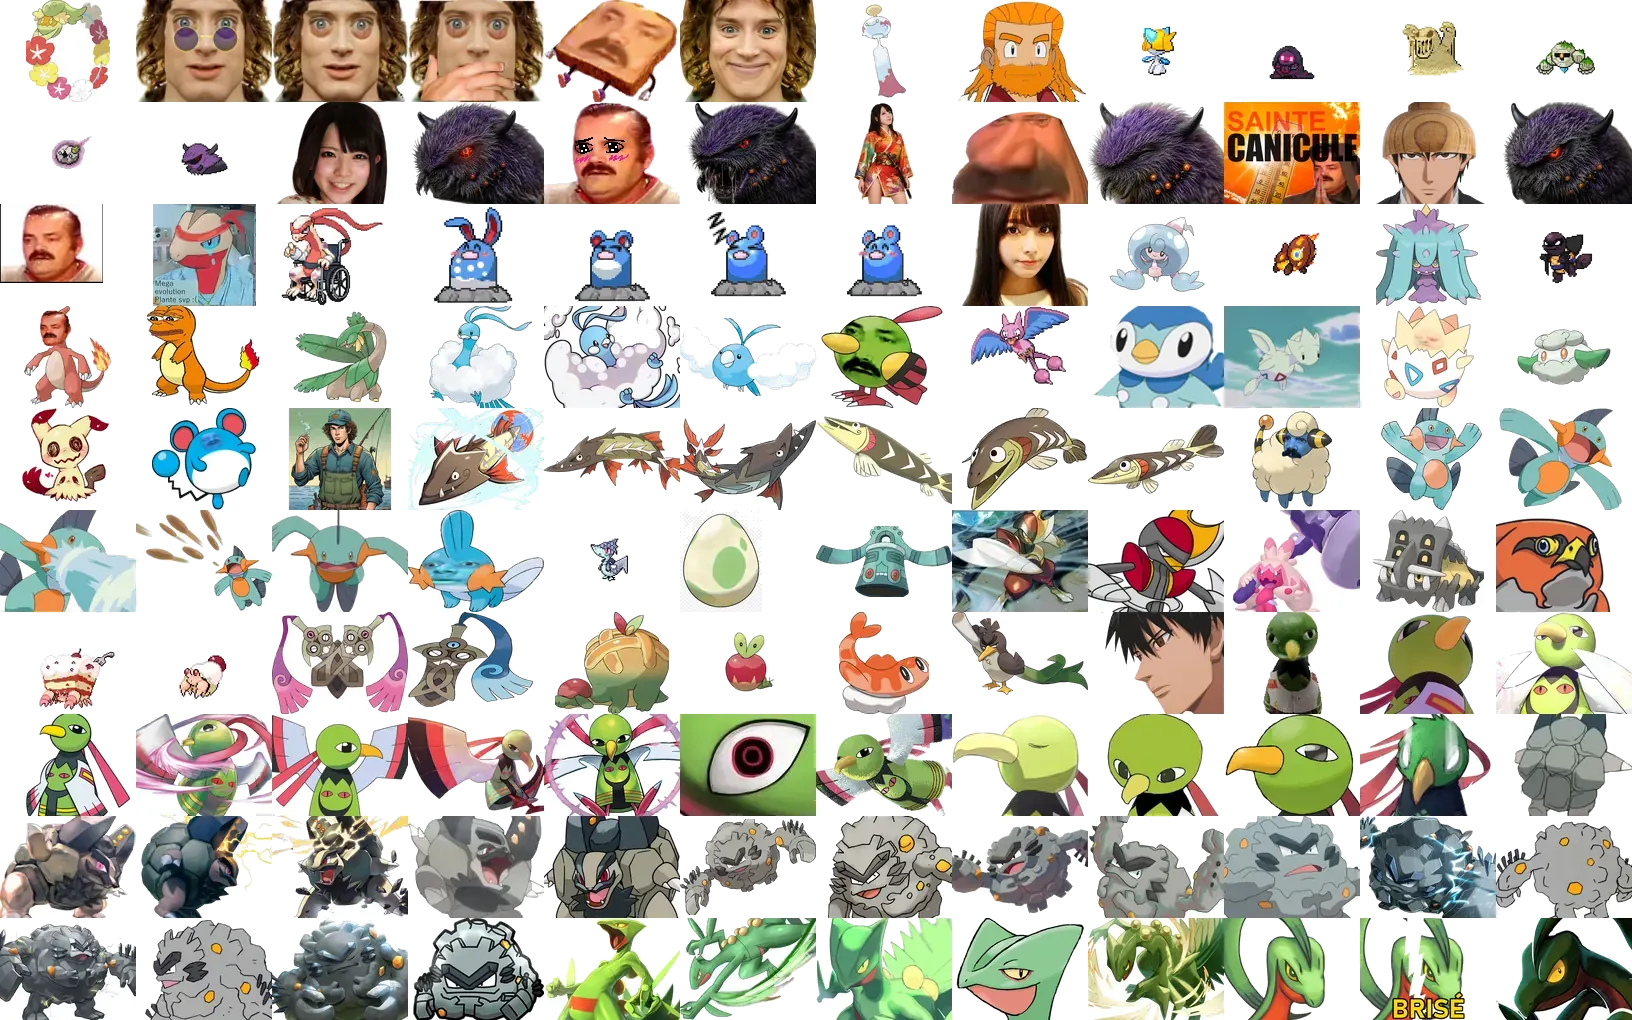 SAINTE
CANICULE
Z
Z
Z
Mega
evolution
Plante svp :(
BRISÉ